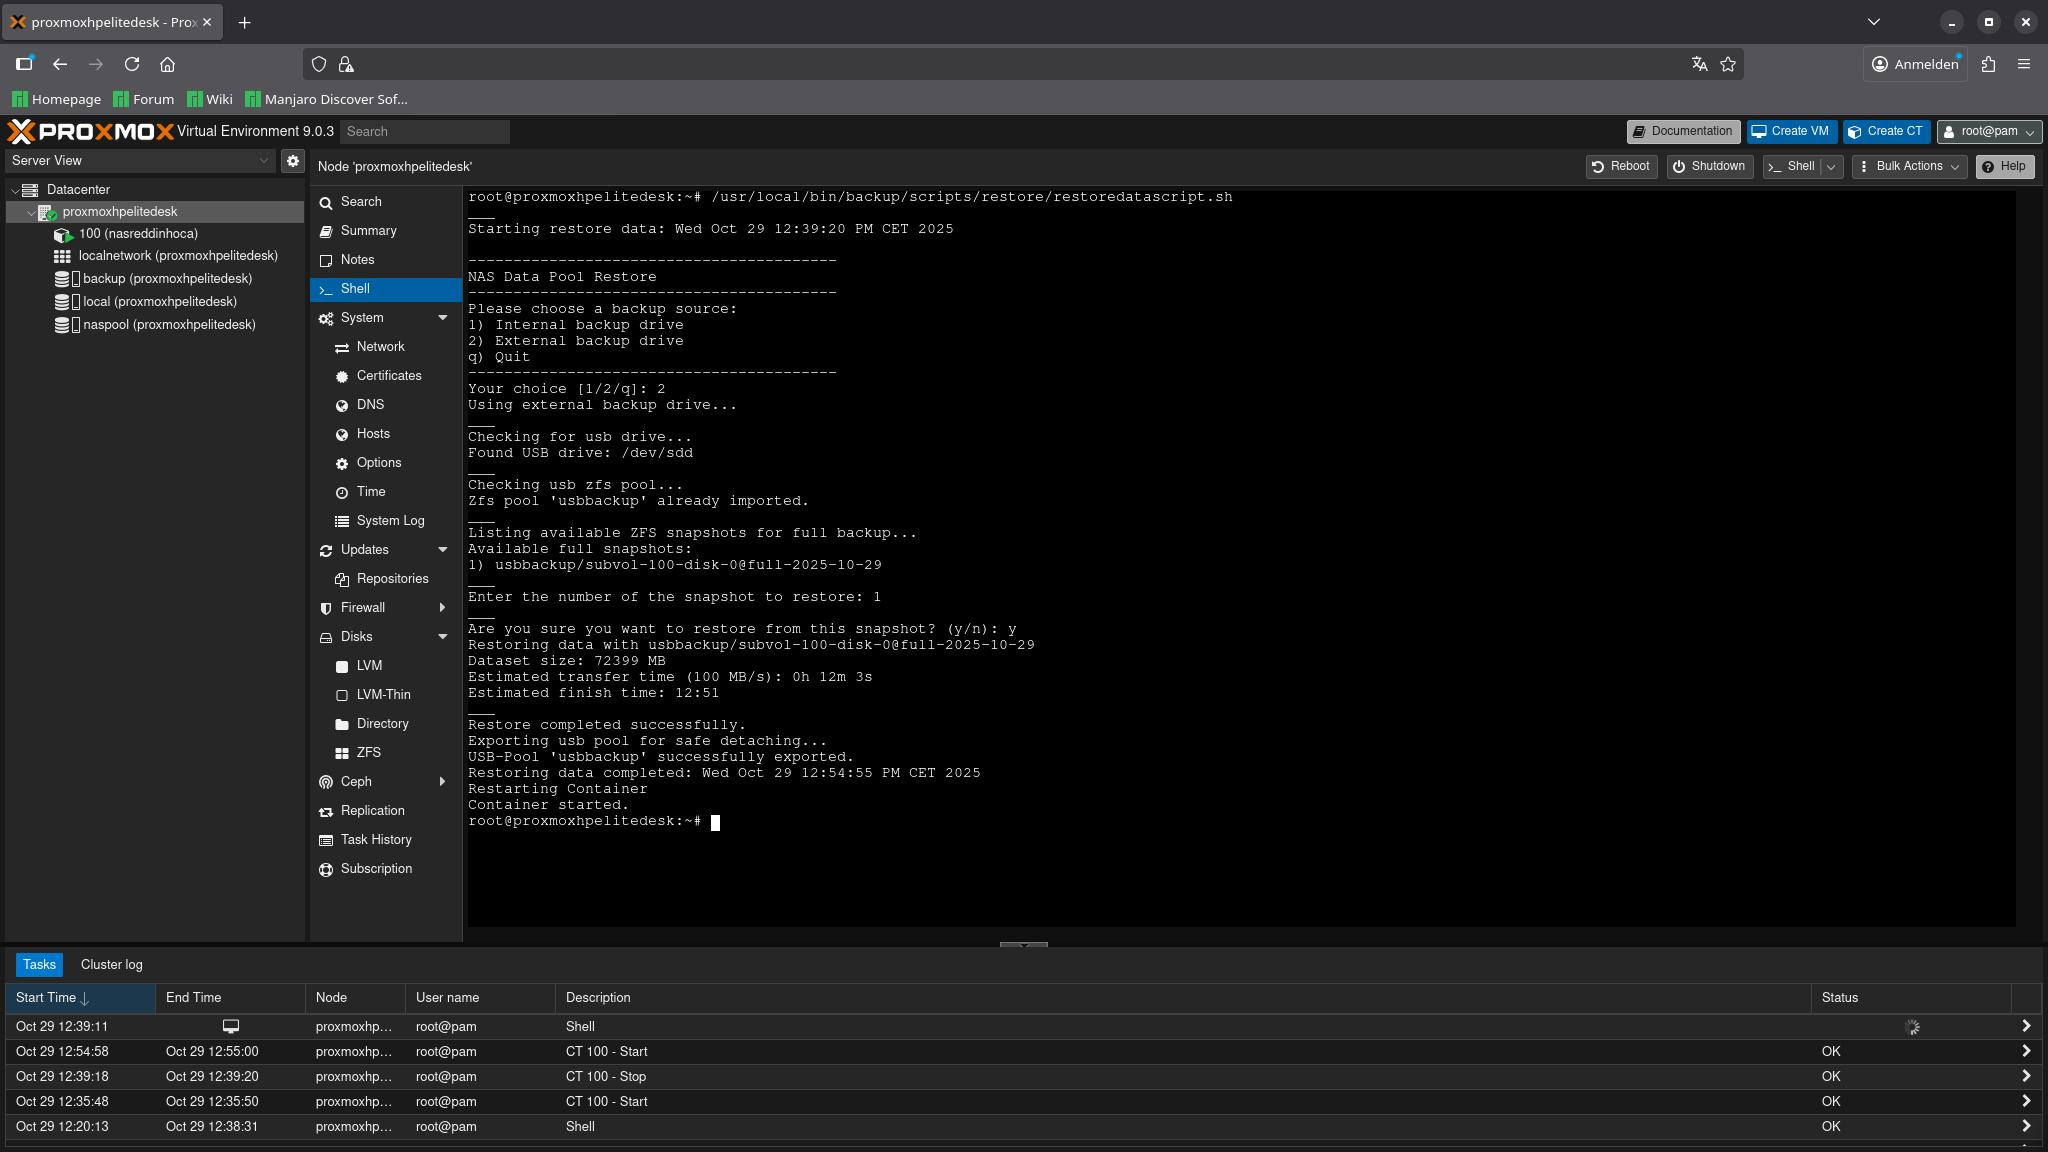 proxmoxhpelitedesk - Prox
Anmelden
Homepage Forum Wiki Manjaro Discover Sof...
PROXMOX Virtual Environment 9.0.3 Search
Documentation Create VM Create CT root@pam
Server View
Node 'proxmoxhpelitedesk'
Reboot Shutdown >_ Shell Bulk Actions Help
Datacenter
proxmoxhpelitedesk
100 (nasreddinhoca)
localnetwork (proxmoxhpelitedesk)
backup (proxmoxhpelitedesk)
local (proxmoxhpelitedesk)
naspool (proxmoxhpelitedesk)
Search
Summary
Notes
>_ Shell
System
Network
Certificates
DNS
Hosts
Options
Time
System Log
Updates
Repositories
Firewall
Disks
LVM
LVM-Thin
Directory
ZFS
Ceph
Replication
Task History
Subscription
root@proxmoxhpelitedesk:~# /usr/local/bin/backup/scripts/restore/restoredatascript.sh
___
Starting restore data: Wed Oct 29 12:39:20 PM CET 2025
-----------------------------------------
NAS Data Pool Restore
-----------------------------------------
Please choose a backup source:
1) Internal backup drive
2) External backup drive
q) Quit
-----------------------------------------
Your choice [1/2/q]: 2
Using external backup drive...
___
Checking for usb drive...
Found USB drive: /dev/sdd
___
Checking usb zfs pool...
Zfs pool 'usbbackup' already imported.
___
Listing available ZFS snapshots for full backup...
Available full snapshots:
1) usbbackup/subvol-100-disk-0@full-2025-10-29
___
Enter the number of the snapshot to restore: 1
___
Are you sure you want to restore from this snapshot? (y/n): y
Restoring data with usbbackup/subvol-100-disk-0@full-2025-10-29
Dataset size: 72399 MB
Estimated transfer time (100 MB/s): 0h 12m 3s
Estimated finish time: 12:51
___
Restore completed successfully.
Exporting usb pool for safe detaching...
USB-Pool 'usbbackup' successfully exported.
Restoring data completed: Wed Oct 29 12:54:55 PM CET 2025
Restarting Container
Container started.
root@proxmoxhpelitedesk:~#
Tasks Cluster log
Start Time End Time Node User name Description Status
Oct 29 12:39:11 proxmoxhp... root@pam Shell
Oct 29 12:54:58 Oct 29 12:55:00 proxmoxhp... root@pam CT 100 - Start OK
Oct 29 12:39:18 Oct 29 12:39:20 proxmoxhp... root@pam CT 100 - Stop OK
Oct 29 12:35:48 Oct 29 12:35:50 proxmoxhp... root@pam CT 100 - Start OK
Oct 29 12:20:13 Oct 29 12:38:31 proxmoxhp... root@pam Shell OK